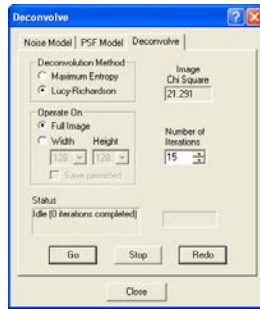 Deconvolve
Noise Model PSF Model Deconvolve
Deconvolution Method
Maximum Entropy
Lucy-Richardson
Image
Chi Square
21.291
Operate On
Full Image
Width Height
128 128
Save permitted
Number of
Iterations
15
Status
Idle (0 iterations completed)
Go Stop Redo
Close